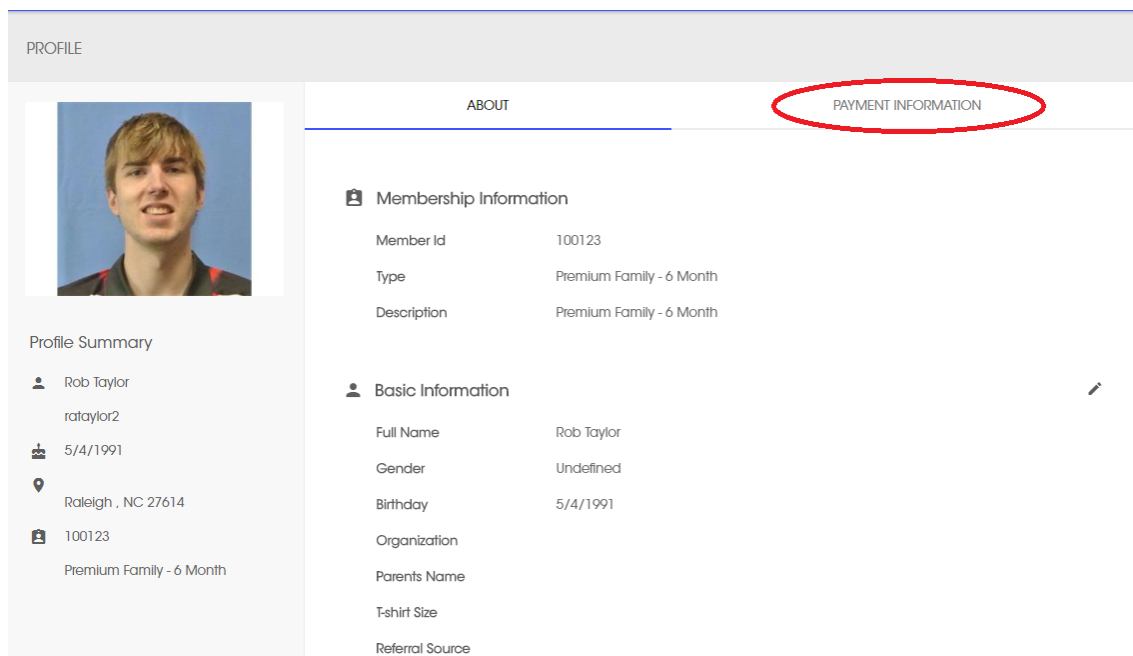 PROFILE
ABOUT
PAYMENT INFORMATION
Membership Information
Member Id 100123
Type Premium Family - 6 Month
Description Premium Family - 6 Month
Profile Summary
Rob Taylor
rataylor2
5/4/1991
Raleigh , NC 27614
100123
Premium Family - 6 Month
Basic Information
Full Name Rob Taylor
Gender Undefined
Birthday 5/4/1991
Organization
Parents Name
T-shirt Size
Referral Source